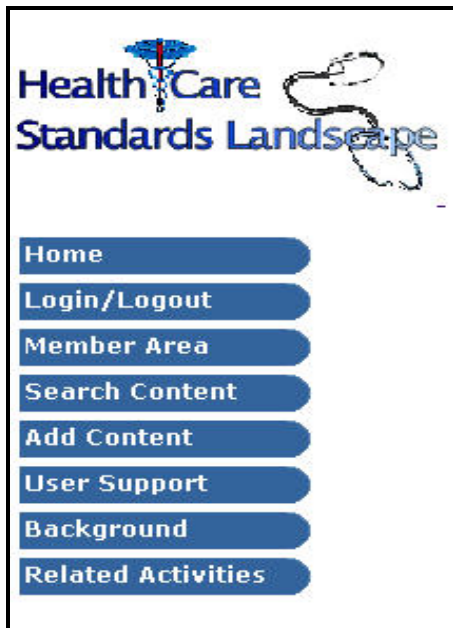 Health Care
Standards Landscape
Home
Login/Logout
Member Area
Search Content
Add Content
User Support
Background
Related Activities